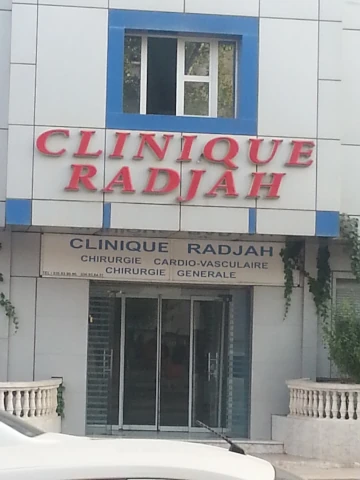 CLINIQUE
RADJAH
CLINIQUE RADJAH
CHIRURGIE CARDIO-VASCULAIRE
CHIRURGIE GENERALE